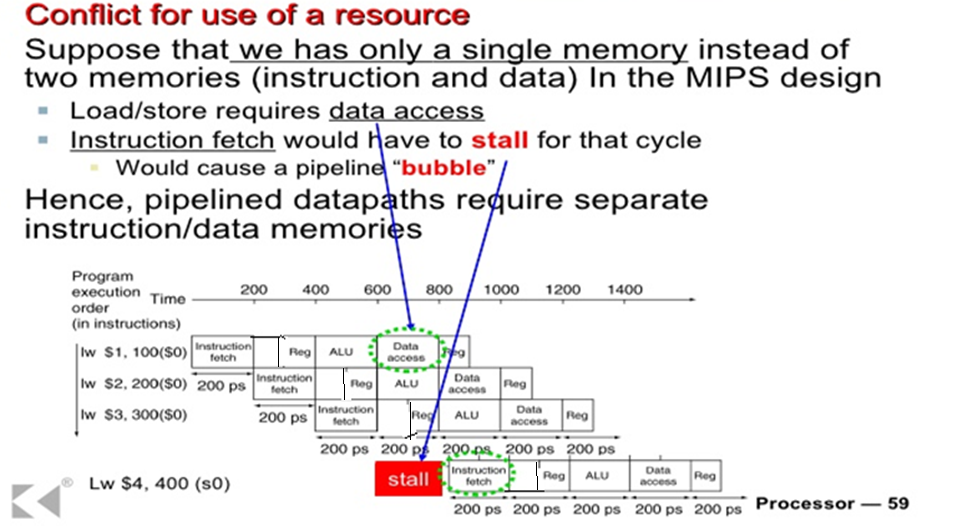 Conflict for use of a resource
Suppose that we has only a single memory instead of
two memories (instruction and data) In the MIPS design
Load/store requires data access
Instruction fetch would have to stall for that cycle
Would cause a pipeline “bubble”
Hence, pipelined datapaths require separate
instruction/data memories
Program
execution
order
(in instructions)
Time
200 400 600 800 1000 1200 1400
lw $1, 100($0)
Instruction
fetch
Reg
ALU
Data
access
Reg
lw $2, 200($0)
200 ps
Instruction
fetch
Reg
ALU
Data
access
Reg
lw $3, 300($0)
200 ps
Instruction
fetch
Reg
ALU
Data
access
Reg
200 ps 200 ps 200 ps 200 ps 200 ps
Lw $4, 400 (s0)
stall
Instruction
fetch
Reg
ALU
Data
access
Reg
200 ps 200 ps 200 ps 200 ps 200 ps
®
Processor — 59